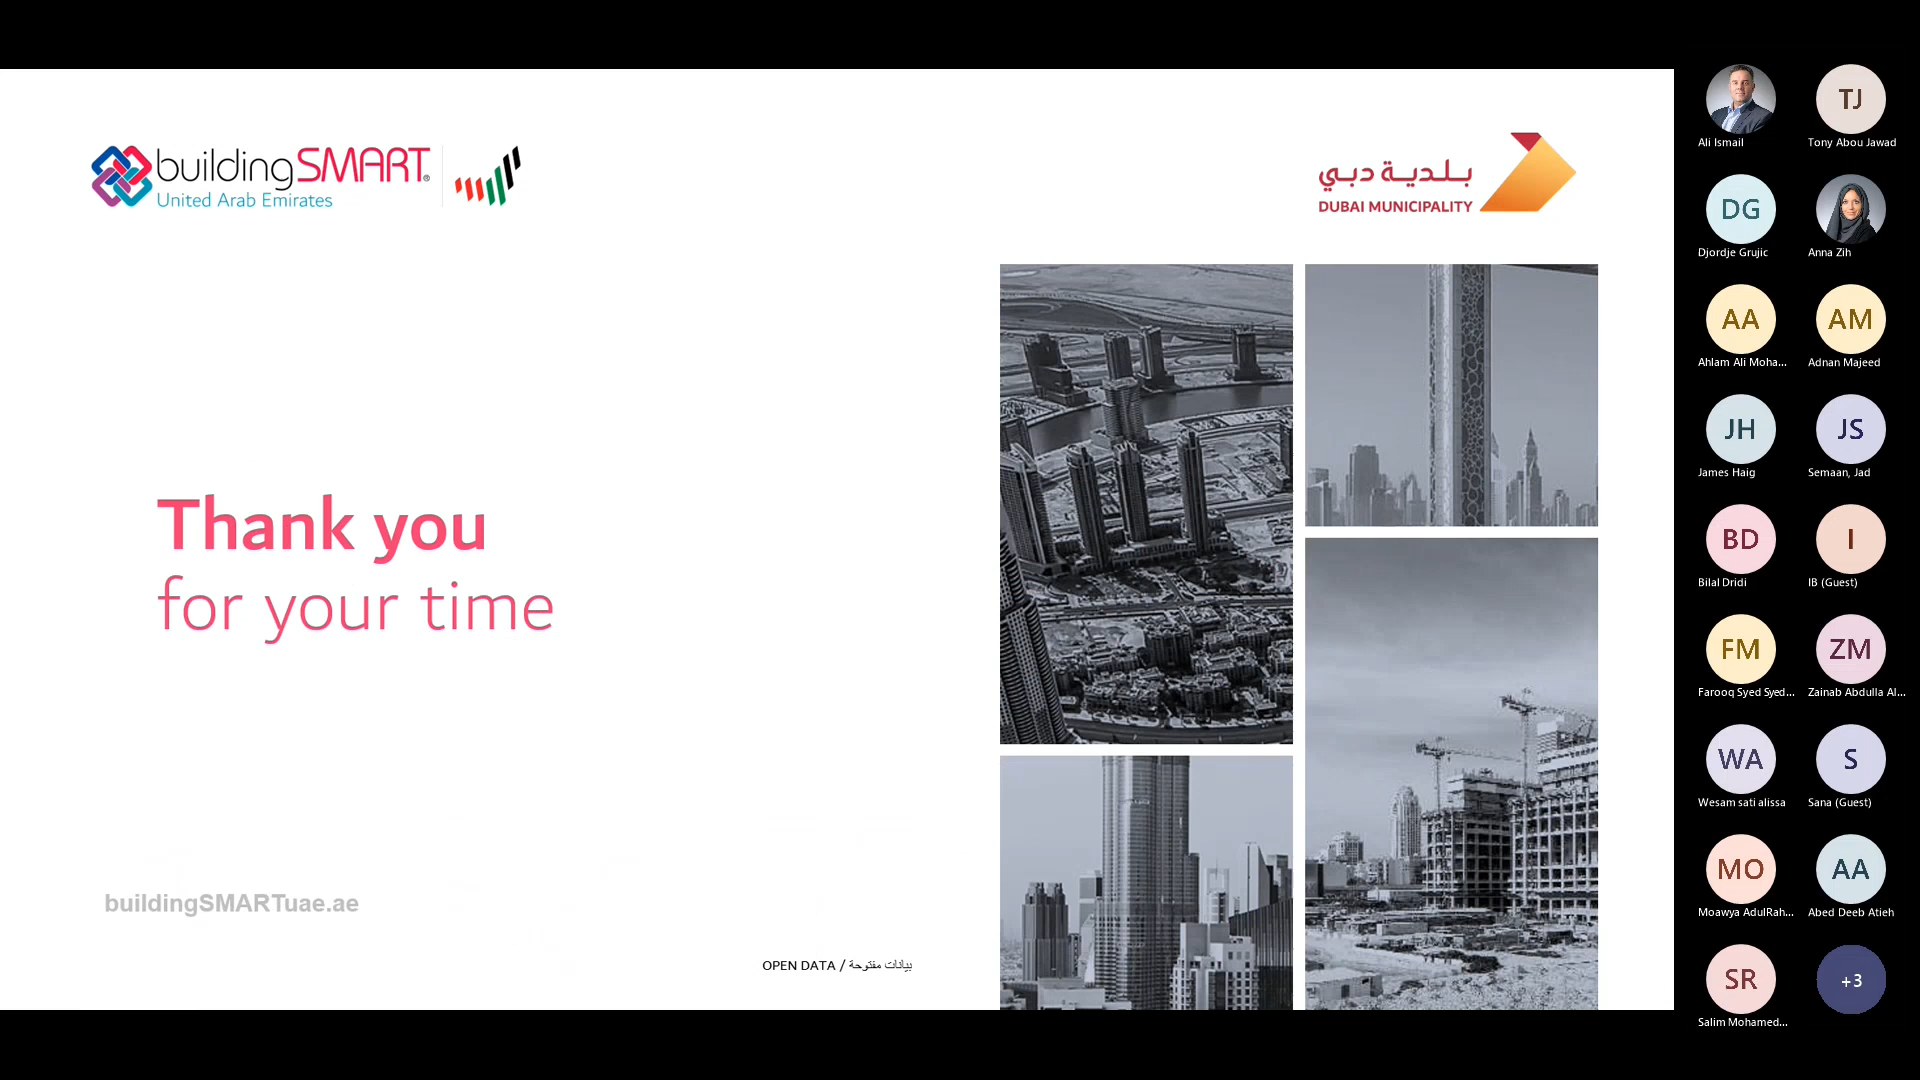 buildingSMART®
United Arab Emirates
بلدية دبي
DUBAI MUNICIPALITY
Thank you
for your time
buildingSMARTuae.ae
OPEN DATA / بيانات مفتوحة
Ali Ismail
TJ
Tony Abou Jawad
DG
Djordje Grujic
Anna Zih
AA
Ahlam Ali Moha...
AM
Adnan Majeed
JH
James Haig
JS
Semaan, Jad
BD
Bilal Dridi
I
IB (Guest)
FM
Farooq Syed Syed...
ZM
Zainab Abdulla Al...
WA
Wesam sati alissa
S
Sana (Guest)
MO
Moawya AdulRah...
AA
Abed Deeb Atieh
SR
Salim Mohamed...
+3